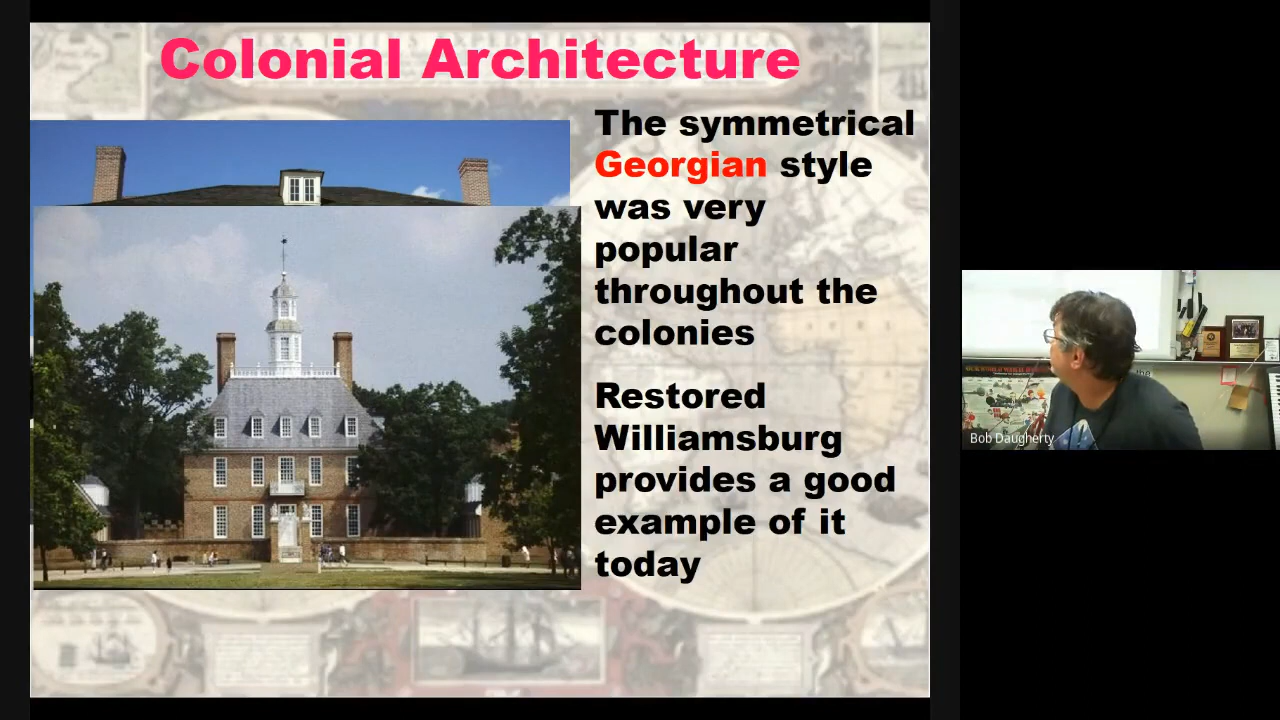 Colonial Architecture
The symmetrical
Georgian style
was very
popular
throughout the
colonies
Restored
Williamsburg
provides a good
example of it
today
Bob Daugherty